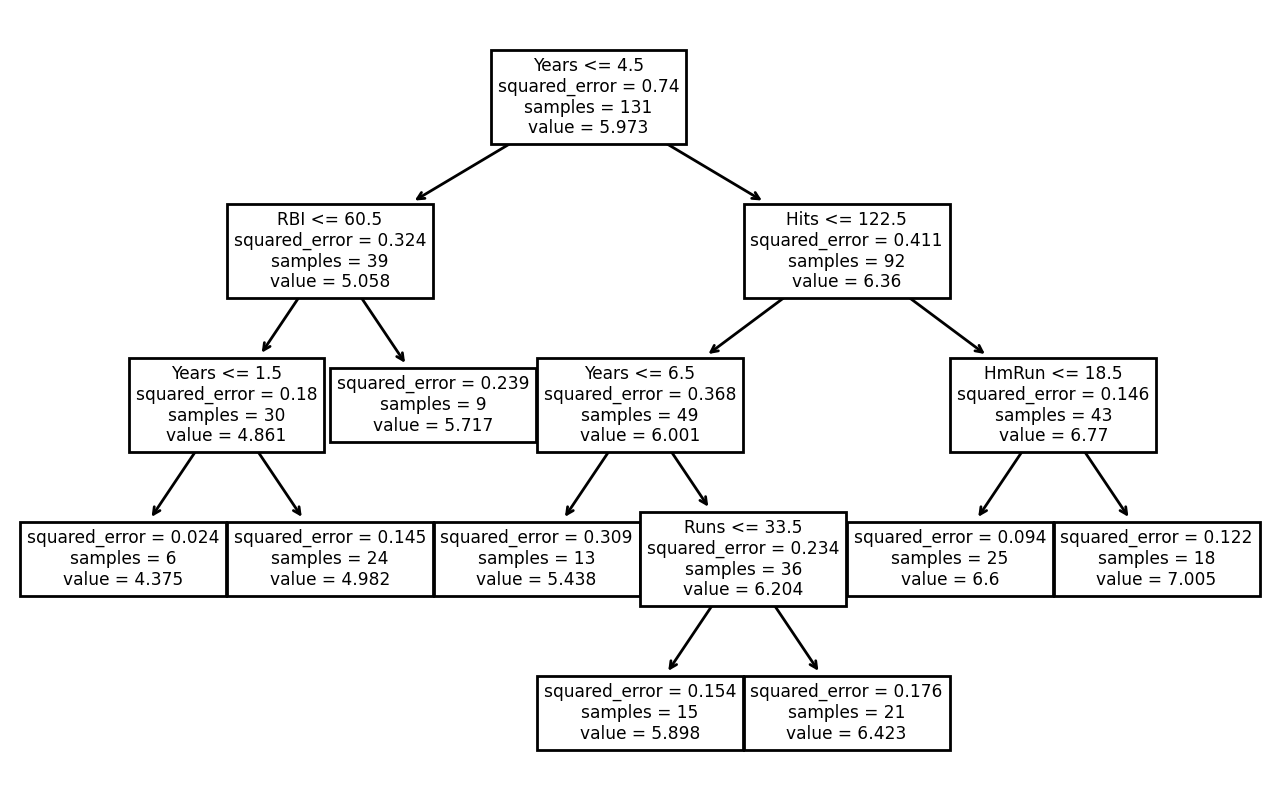 Years <= 4.5
squared_error = 0.74
samples = 131
value = 5.973
RBI <= 60.5
squared_error = 0.324
samples = 39
value = 5.058
Hits <= 122.5
squared_error = 0.411
samples = 92
value = 6.36
Years <= 1.5
squared_error = 0.18
samples = 30
value = 4.861
squared_error = 0.239
samples = 9
value = 5.717
Years <= 6.5
squared_error = 0.368
samples = 49
value = 6.001
HmRun <= 18.5
squared_error = 0.146
samples = 43
value = 6.77
squared_error = 0.024
samples = 6
value = 4.375
squared_error = 0.145
samples = 24
value = 4.982
squared_error = 0.309
samples = 13
value = 5.438
Runs <= 33.5
squared_error = 0.234
samples = 36
value = 6.204
squared_error = 0.094
samples = 25
value = 6.6
squared_error = 0.122
samples = 18
value = 7.005
squared_error = 0.154
samples = 15
value = 5.898
squared_error = 0.176
samples = 21
value = 6.423